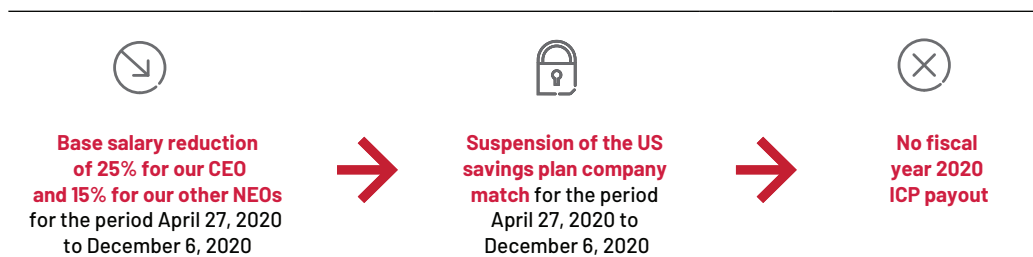 Base salary reduction
of 25% for our CEO
and 15% for our other NEOs
for the period April 27, 2020
to December 6, 2020
Suspension of the US
savings plan company
match for the period
April 27, 2020 to
December 6, 2020
No fiscal
year 2020
ICP payout